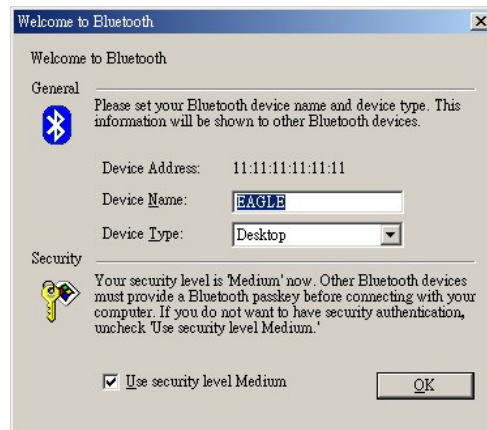 Welcome to Bluetooth
Welcome to Bluetooth
General
Please set your Bluetooth device name and device type. This
information will be shown to other Bluetooth devices.
Device Address: 11:11:11:11:11:11
Device Name: EAGLE
Device Type: Desktop
Security
Your security level is 'Medium' now. Other Bluetooth devices
must provide a Bluetooth passkey before connecting with your
computer. If you do not want to have security authentication,
uncheck 'Use security level Medium.'
Use security level Medium
OK